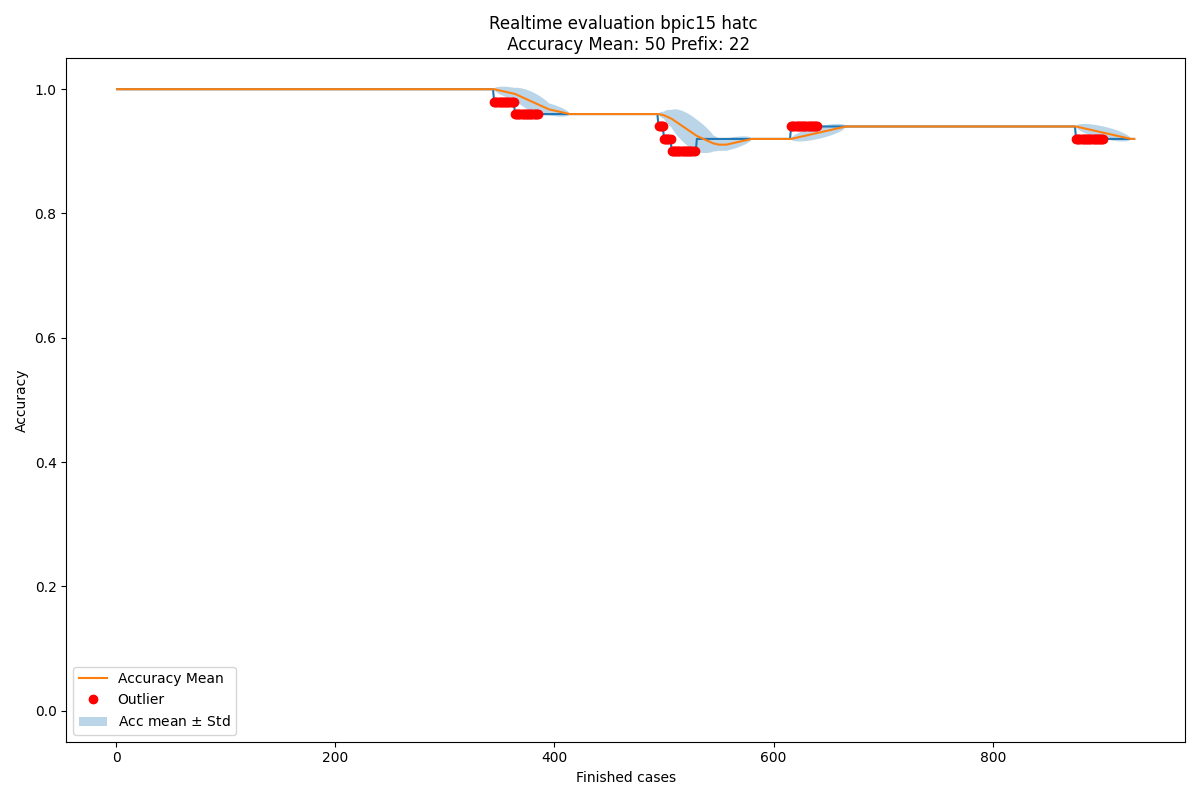 Realtime evaluation bpic15 hatc
Accuracy Mean: 50 Prefix: 22
1.0
0.8
0.6
0.4
0.2
0.0
Accuracy
Accuracy Mean
Outlier
Acc mean ± Std
0 200 400 600 800
Finished cases